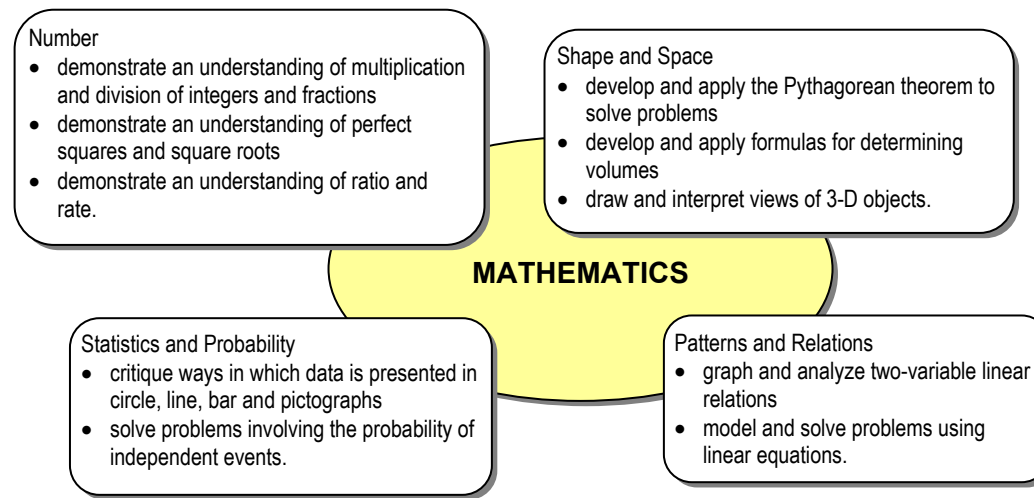 Number
• demonstrate an understanding of multiplication
and division of integers and fractions
• demonstrate an understanding of perfect
squares and square roots
• demonstrate an understanding of ratio and
rate.
Shape and Space
• develop and apply the Pythagorean theorem to
solve problems
• develop and apply formulas for determining
volumes
• draw and interpret views of 3-D objects.
MATHEMATICS
Statistics and Probability
• critique ways in which data is presented in
circle, line, bar and pictographs
• solve problems involving the probability of
independent events.
Patterns and Relations
• graph and analyze two-variable linear
relations
• model and solve problems using
linear equations.